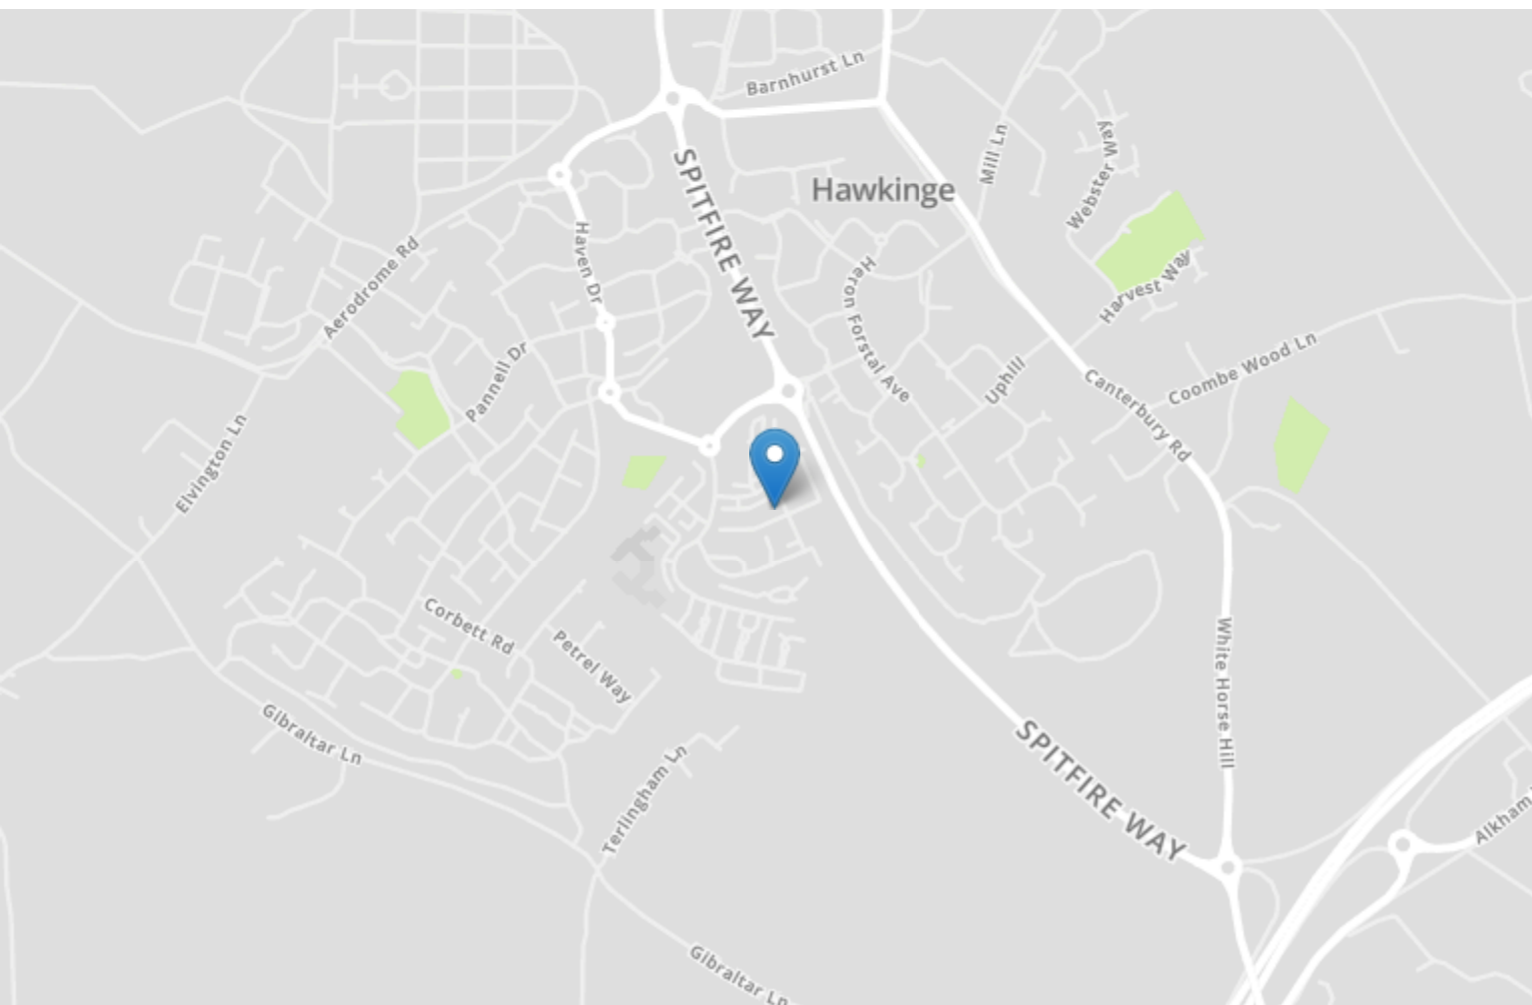 Barnhurst Ln
SPITFIRE WAY
Hawkinge
Mill Ln
Webster Way
Haven Dr
Aerodrome Rd
Heron Forstal Ave
Harvest Way
Pannell Dr
Uphill
Coombe Wood Ln
Canterbury Rd
Elvington Ln
Corbett Rd
Petrel Way
White Horse Hill
Gibraltar Ln
Terlingham Ln
SPITFIRE WAY
Alkham
Gibraltar Ln